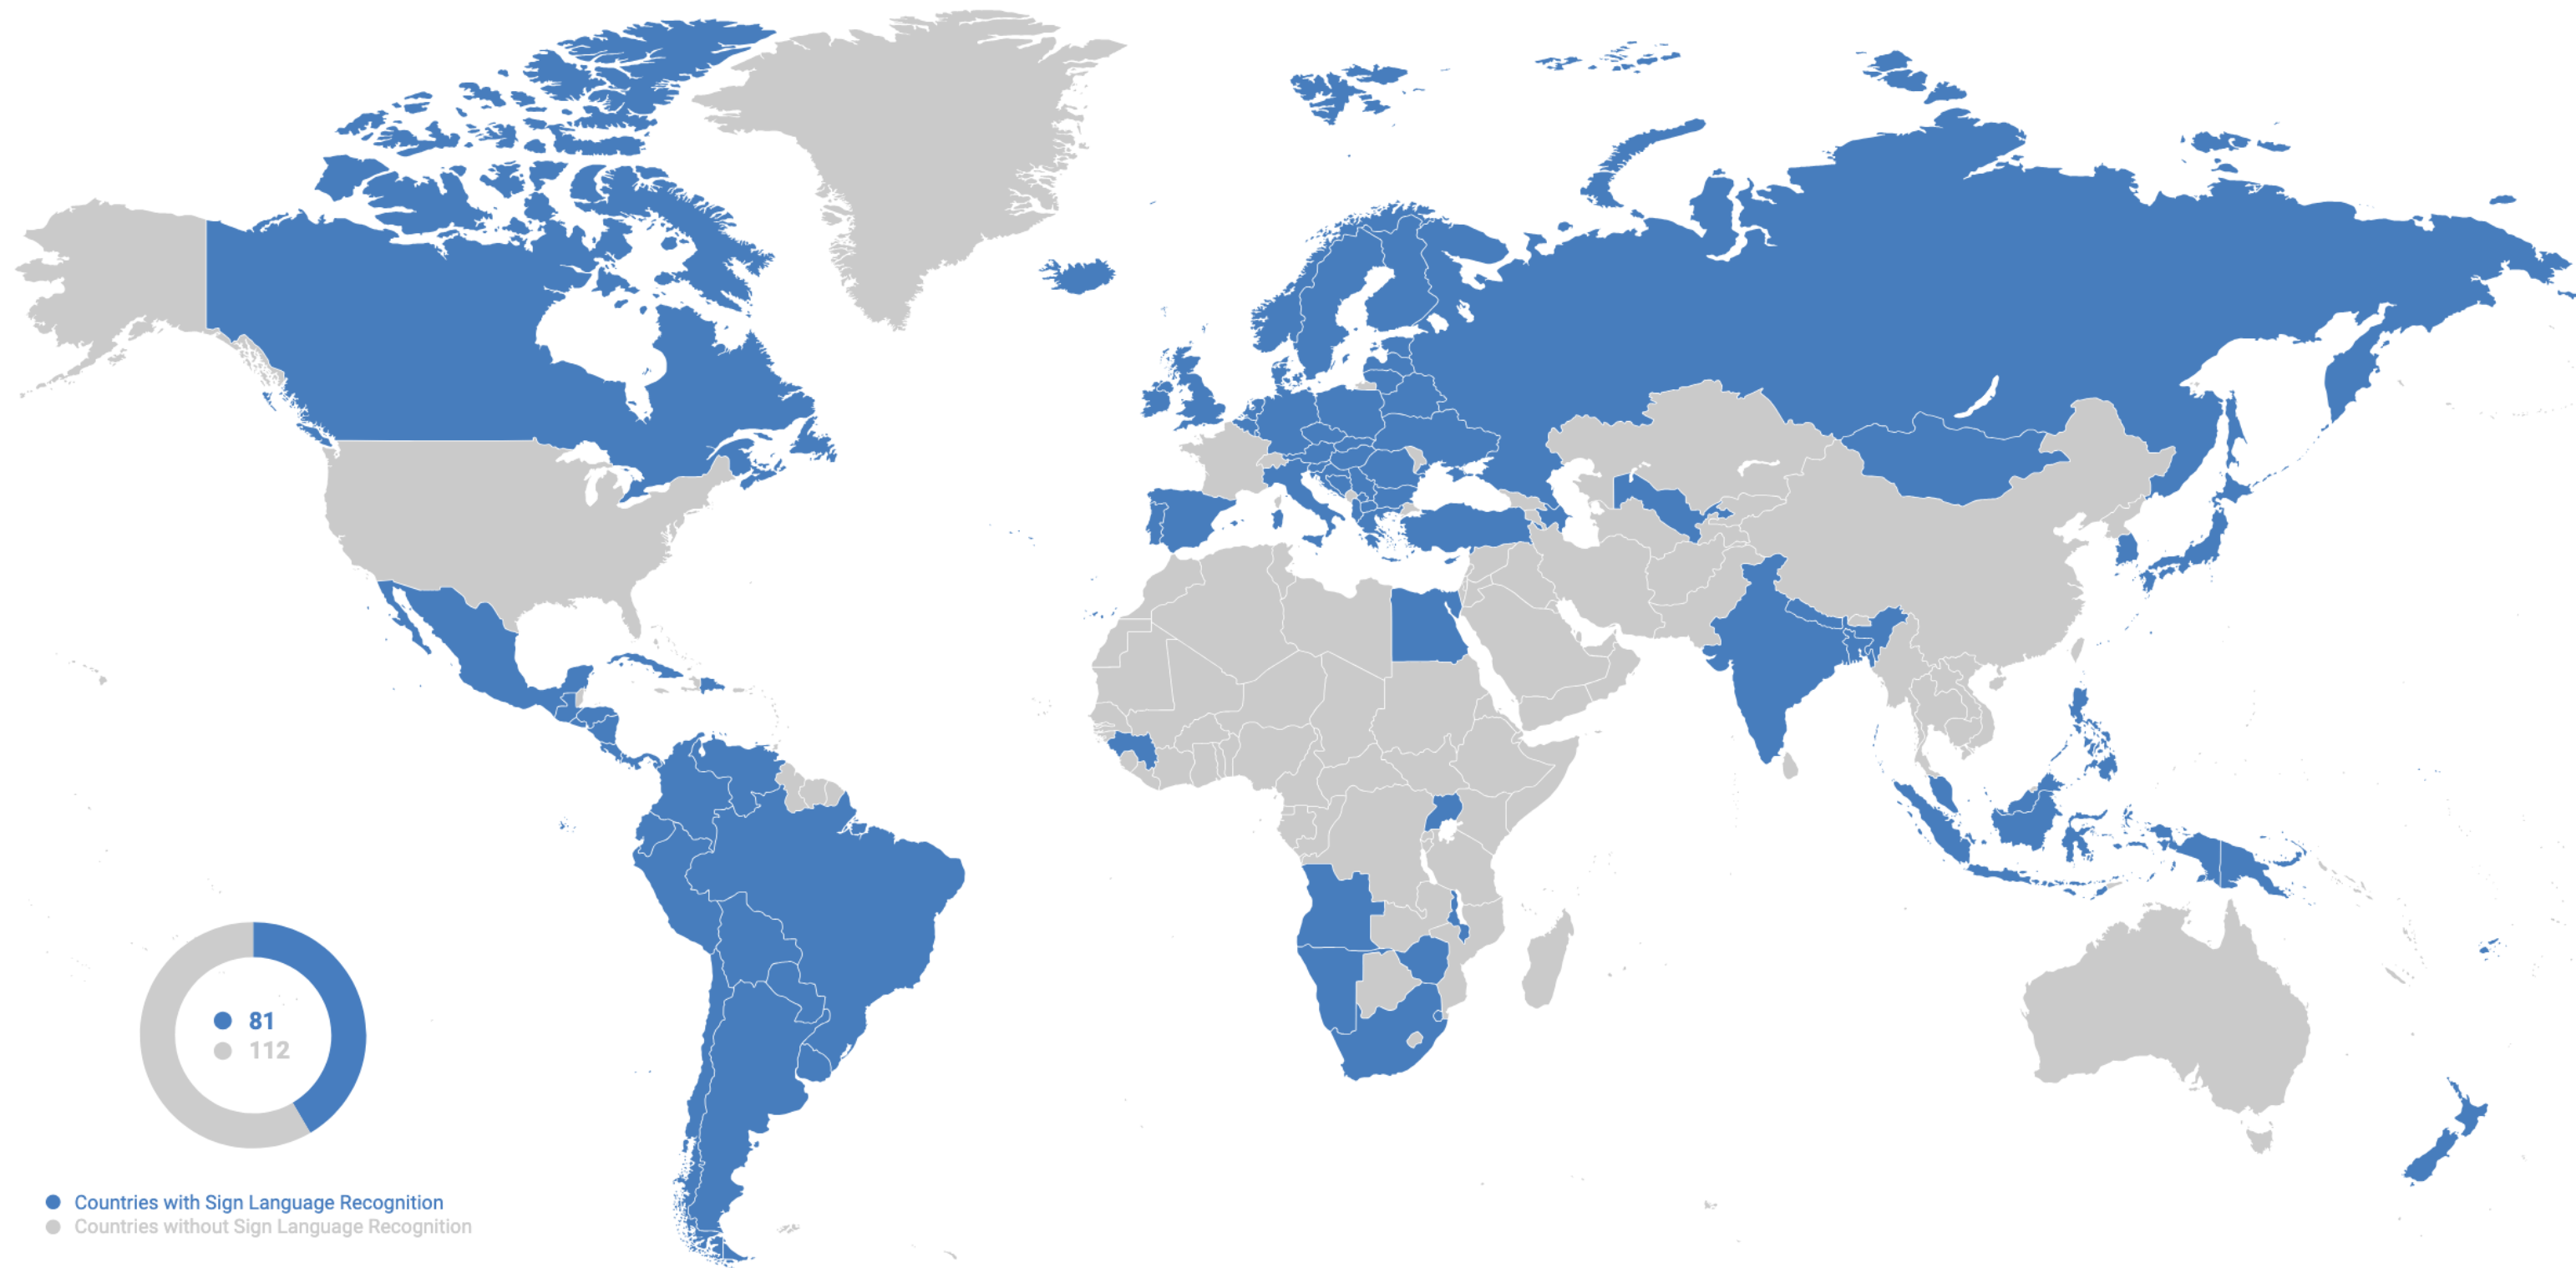 81
112
Countries with Sign Language Recognition
Countries without Sign Language Recognition